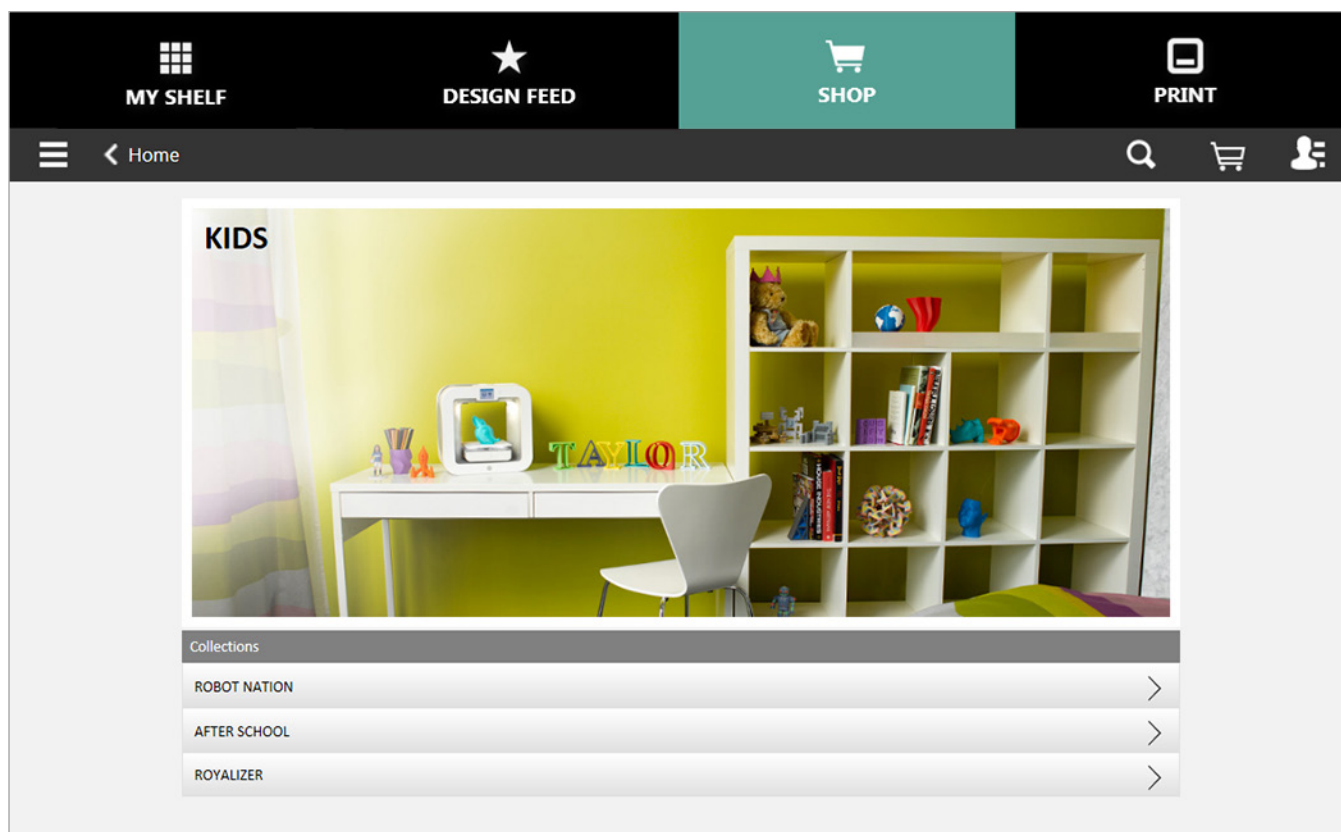 MY SHELF
DESIGN FEED
SHOP
PRINT
Home
KIDS
TAYLOR
Collections
ROBOT NATION
AFTER SCHOOL
ROYALIZER